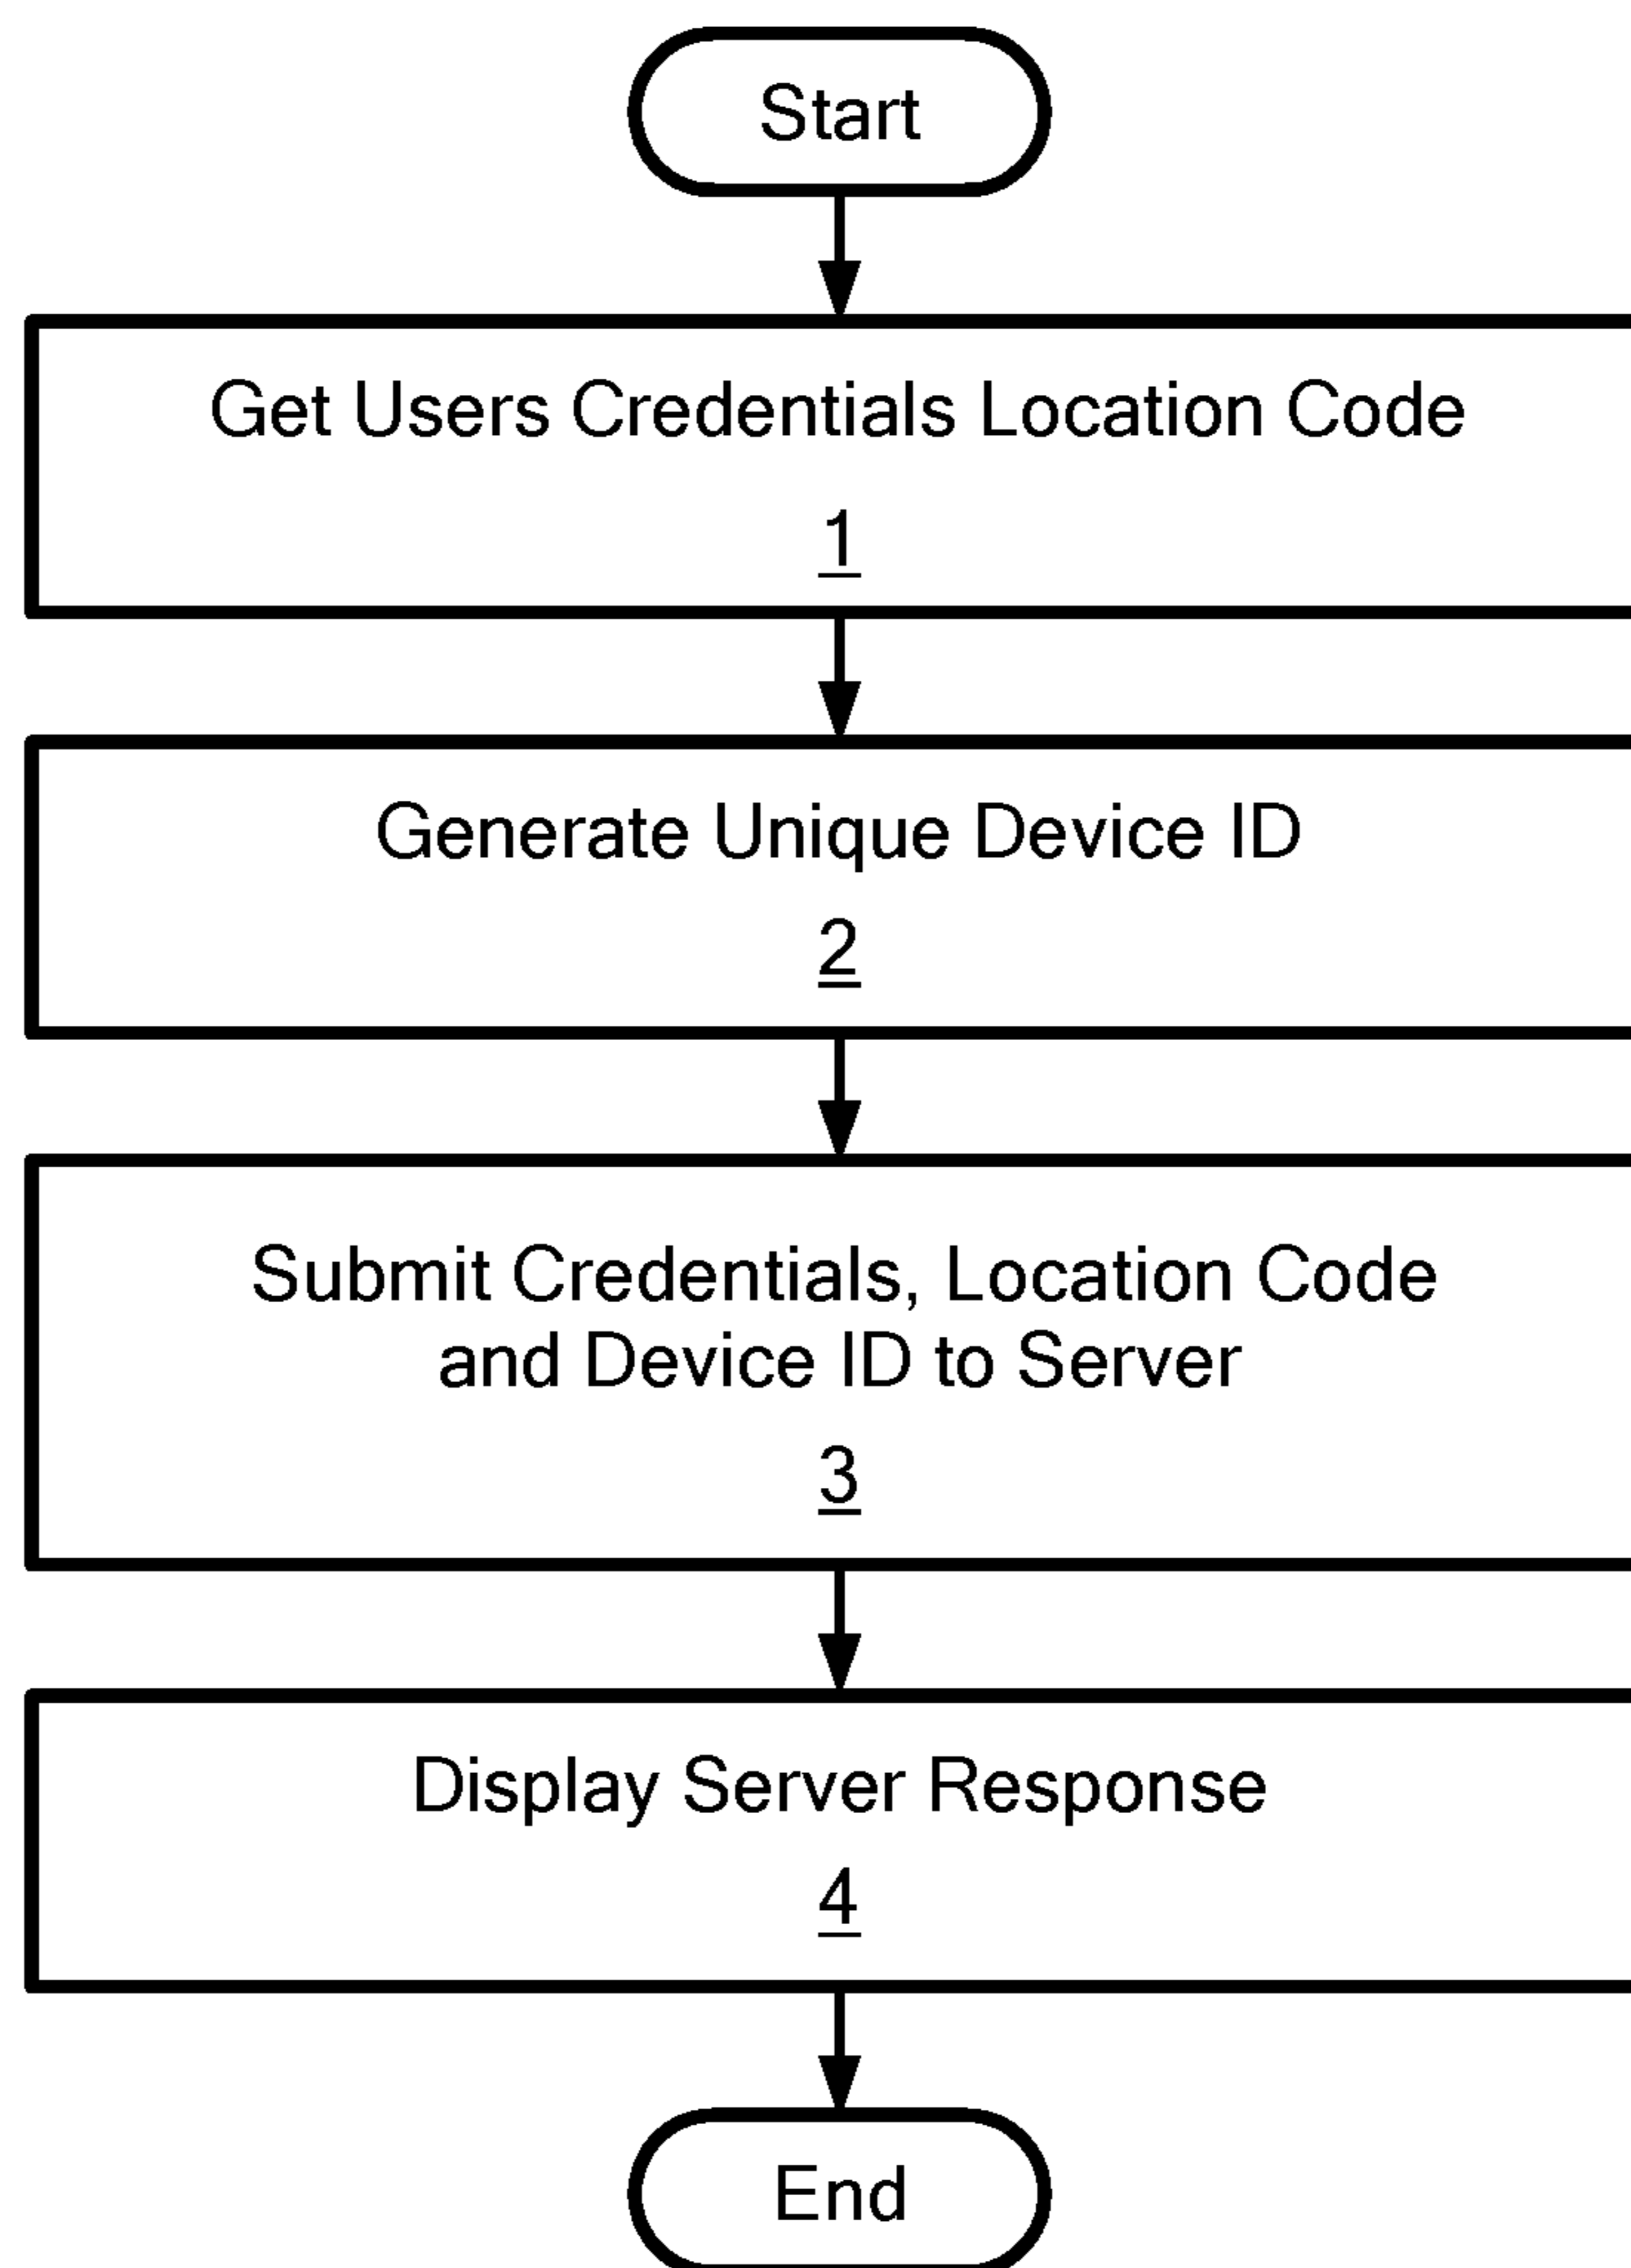 Start
Get Users Credentials Location Code
1
Generate Unique Device ID
2
Submit Credentials, Location Code
and Device ID to Server
3
Display Server Response
4
End